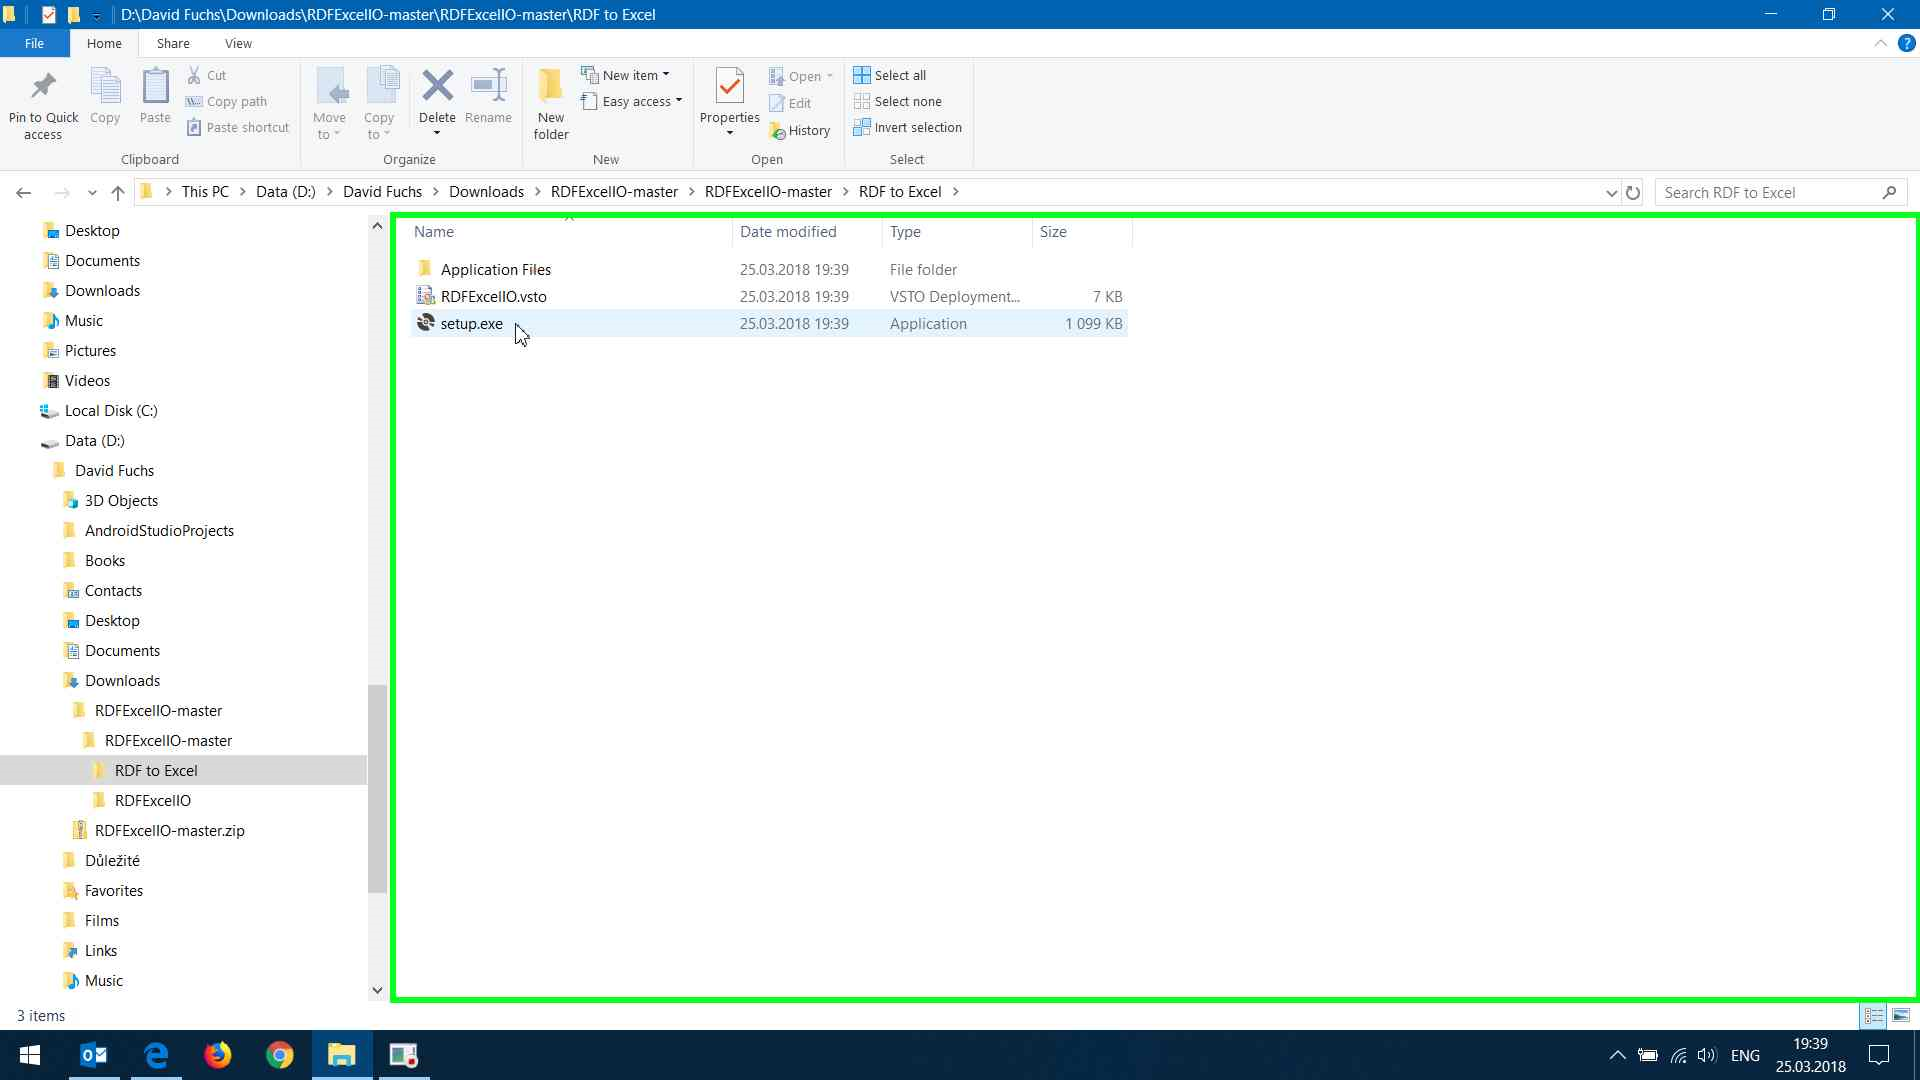 D:\David Fuchs\Downloads\RDFExcelIO-master\RDFExcelIO-master\RDF to Excel
File Home Share View
Pin to Quick access
Copy
Paste
Cut
Copy path
Paste shortcut
Clipboard
Move to
Copy to
Delete
Rename
Organize
New folder
New item
Easy access
New
Properties
Open
Edit
History
Open
Select all
Select none
Invert selection
Select
This PC Data (D:) David Fuchs Downloads RDFExcelIO-master RDFExcelIO-master RDF to Excel
Search RDF to Excel
Desktop
Documents
Downloads
Music
Pictures
Videos
Local Disk (C:)
Data (D:)
David Fuchs
3D Objects
AndroidStudioProjects
Books
Contacts
Desktop
Documents
Downloads
RDFExcelIO-master
RDFExcelIO-master
RDF to Excel
RDFExcelIO
RDFExcelIO-master.zip
Důležité
Favorites
Films
Links
Music
Name Date modified Type Size
Application Files 25.03.2018 19:39 File folder
RDFExcelIO.vsto 25.03.2018 19:39 VSTO Deployment... 7 KB
setup.exe 25.03.2018 19:39 Application 1 099 KB
3 items
ENG
19:39
25.03.2018